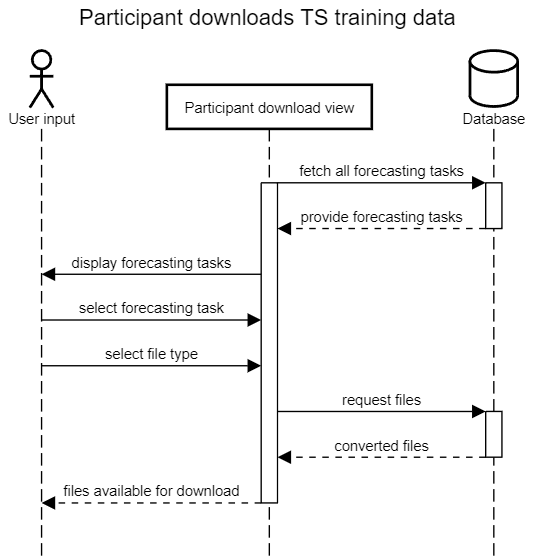 Participant downloads TS training data
User input
Participant download view
Database
fetch all forecasting tasks
provide forecasting tasks
display forecasting tasks
select forecasting task
select file type
request files
converted files
files available for download